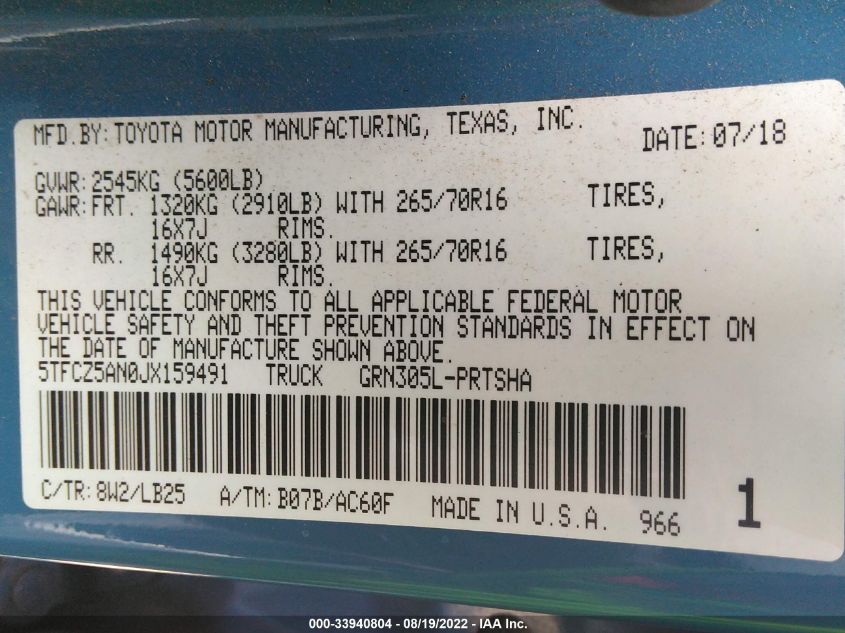 MFD.BY:TOYOTA MOTOR MANUFACTURING, TEXAS, INC. DATE:07/18
GVWR:2545KG (5600LB)
GAWR:FRT. 1320KG (2910LB) WITH 265/70R16 TIRES,
16X7J RIMS.
RR. 1490KG (3280LB) WITH 265/70R16 TIRES,
16X7J RIMS.
THIS VEHICLE CONFORMS TO ALL APPLICABLE FEDERAL MOTOR
VEHICLE SAFETY AND THEFT PREVENTION STANDARDS IN EFFECT ON
THE DATE OF MANUFACTURE SHOWN ABOVE.
5TFCZ5AN0JX159491 TRUCK GRN305L-PRTSHA
C/TR:8W2/LB25 A/TM:B07B/AC60F MADE IN U.S.A. 966 1
000-33940804 - 08/19/2022 - IAA Inc.